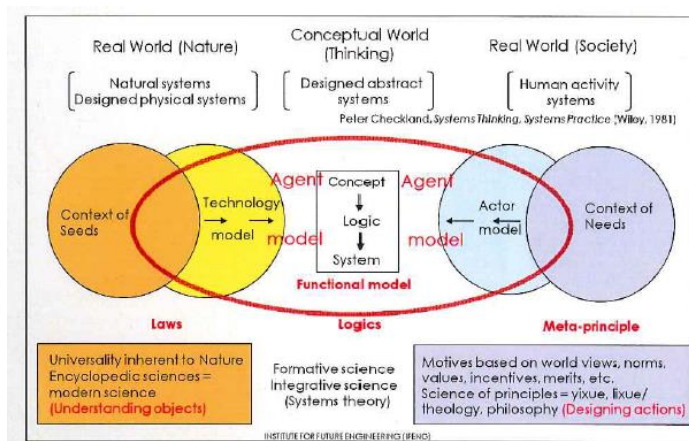 Real World (Nature)
Conceptual World
(Thinking)
Real World (Society)
Natural systems
Designed physical systems
Designed abstract
systems
Human activity
systems
Peter Checkland, Systems Thinking, Systems Practice (Wiley, 1981)
Context of
Seeds
Technology
model
Agent
model
Concept
Logic
System
Functional model
Agent
model
Actor
model
Context of
Needs
Laws
Logics
Meta-principle
Universality inherent to Nature
Encyclopedic sciences =
modern science
(Understanding objects)
Formative science
Integrative science
(Systems theory)
Motives based on world views, norms,
values, incentives, merits, etc.
Science of principles = yixue, lixue/
theology, philosophy (Designing actions)
INSTITUTE FOR FUTURE ENGINEERING (IFENG)